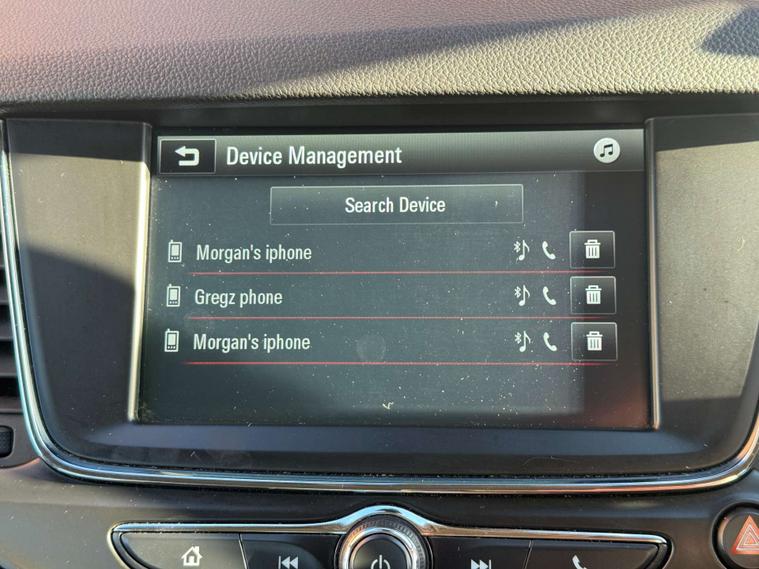 Device Management
Search Device
Morgan's iphone
Gregz phone
Morgan's iphone